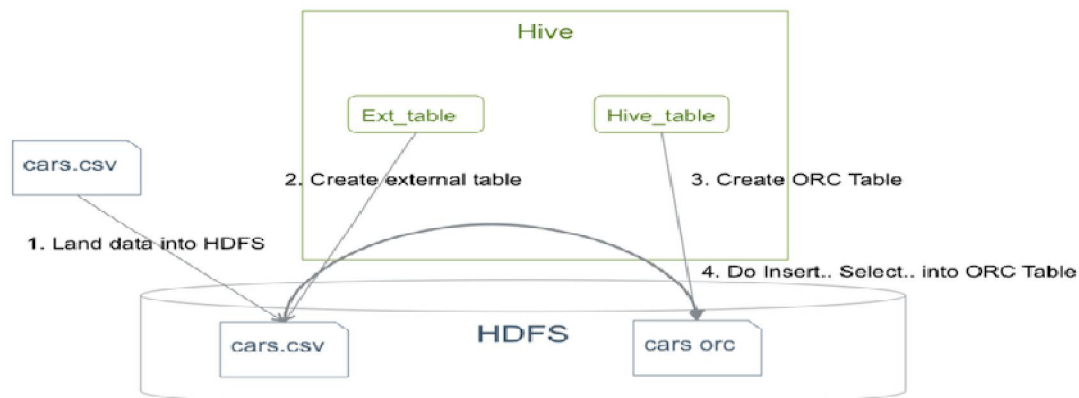 Hive
Ext_table
Hive_table
cars.csv
2. Create external table
3. Create ORC Table
1. Land data into HDFS
4. Do Insert.. Select.. into ORC Table
HDFS
cars.csv
cars orc